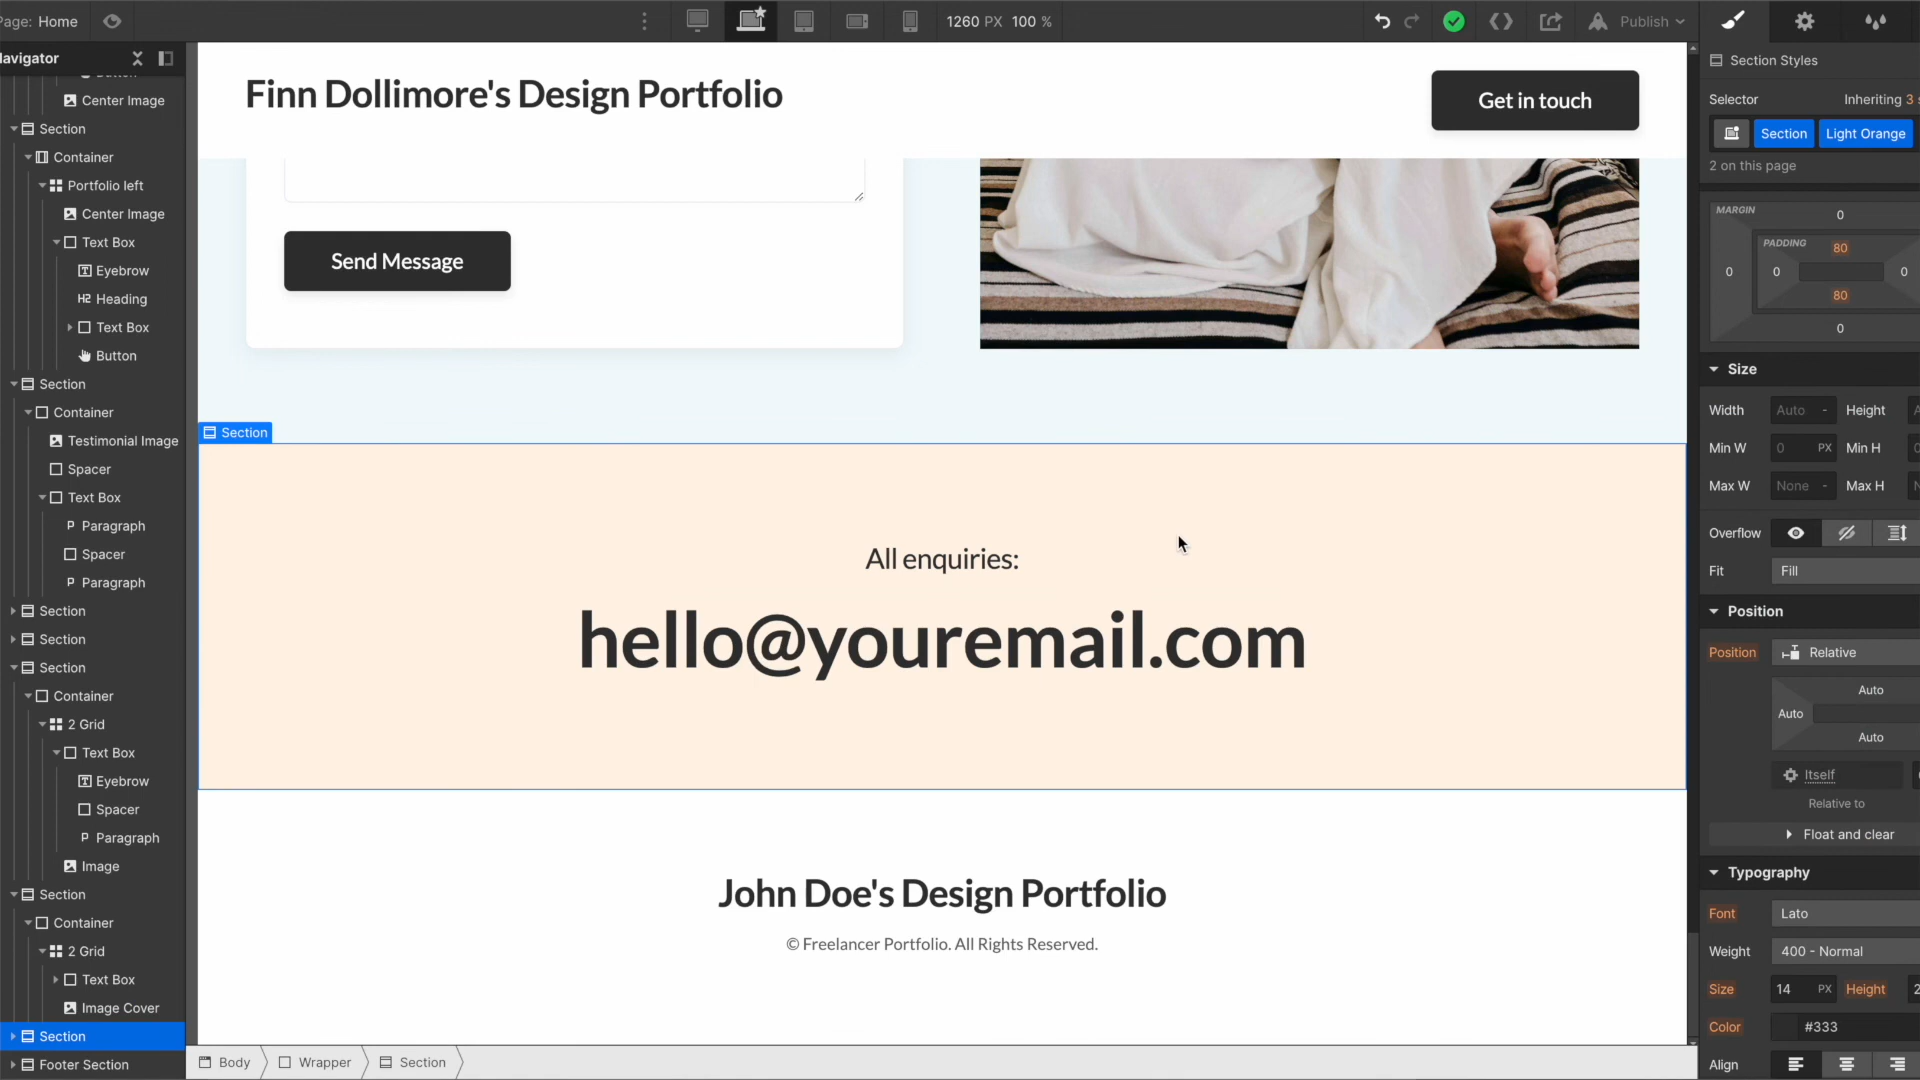 Page: Home
1260 PX 100 %
Publish
Navigator
Center Image
Section
Container
Portfolio left
Center Image
Text Box
Eyebrow
H2 Heading
Text Box
Button
Section
Container
Testimonial Image
Spacer
Text Box
P Paragraph
Spacer
P Paragraph
Section
Section
Section
Container
2 Grid
Text Box
Eyebrow
Spacer
P Paragraph
Image
Section
Container
2 Grid
Text Box
Image Cover
Section
Footer Section
Finn Dollimore's Design Portfolio
Get in touch
Send Message
Section
All enquiries:
hello@youremail.com
John Doe's Design Portfolio
© Freelancer Portfolio. All Rights Reserved.
Body
Wrapper
Section
Section Styles
Selector
Inheriting 3
Section
Light Orange
2 on this page
MARGIN
0
PADDING
80
0
0
0
80
0
Size
Width Auto - Height
Min W 0 PX Min H
Max W None - Max H
Overflow
Fit Fill
Position
Position Relative
Auto
Auto
Auto
Itself
Relative to
Float and clear
Typography
Font Lato
Weight 400 - Normal
Size 14 PX Height 2
Color #333
Align